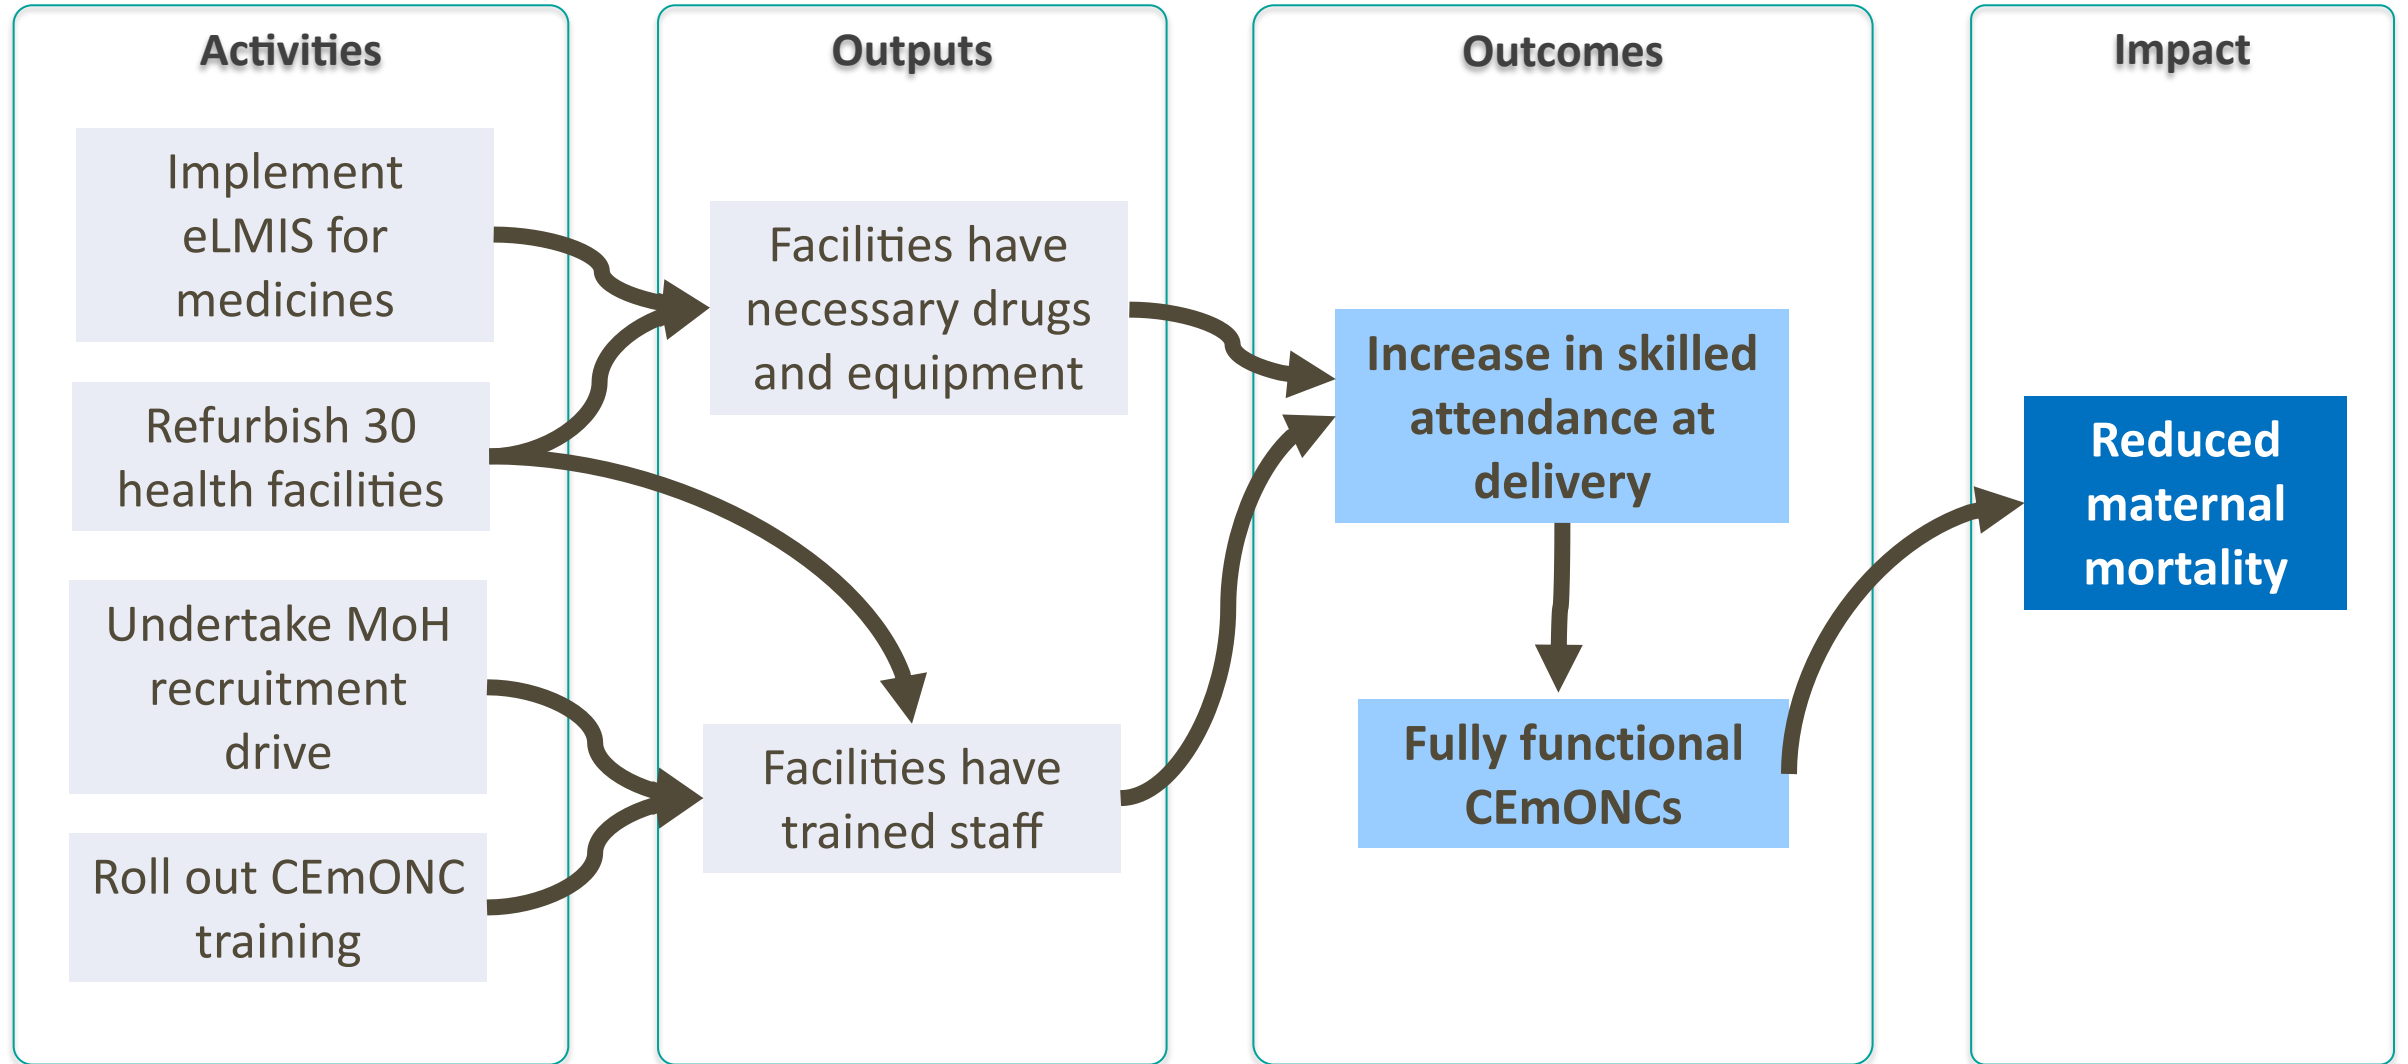 Activities
Implement
eLMIS for
medicines
Refurbish 30
health facilities
Undertake MoH
recruitment
drive
Roll out CEmONC
training
Outputs
Facilities have
necessary drugs
and equipment
Facilities have
trained staff
Outcomes
Increase in skilled
attendance at
delivery
Fully functional
CEmONCs
Impact
Reduced
maternal
mortality